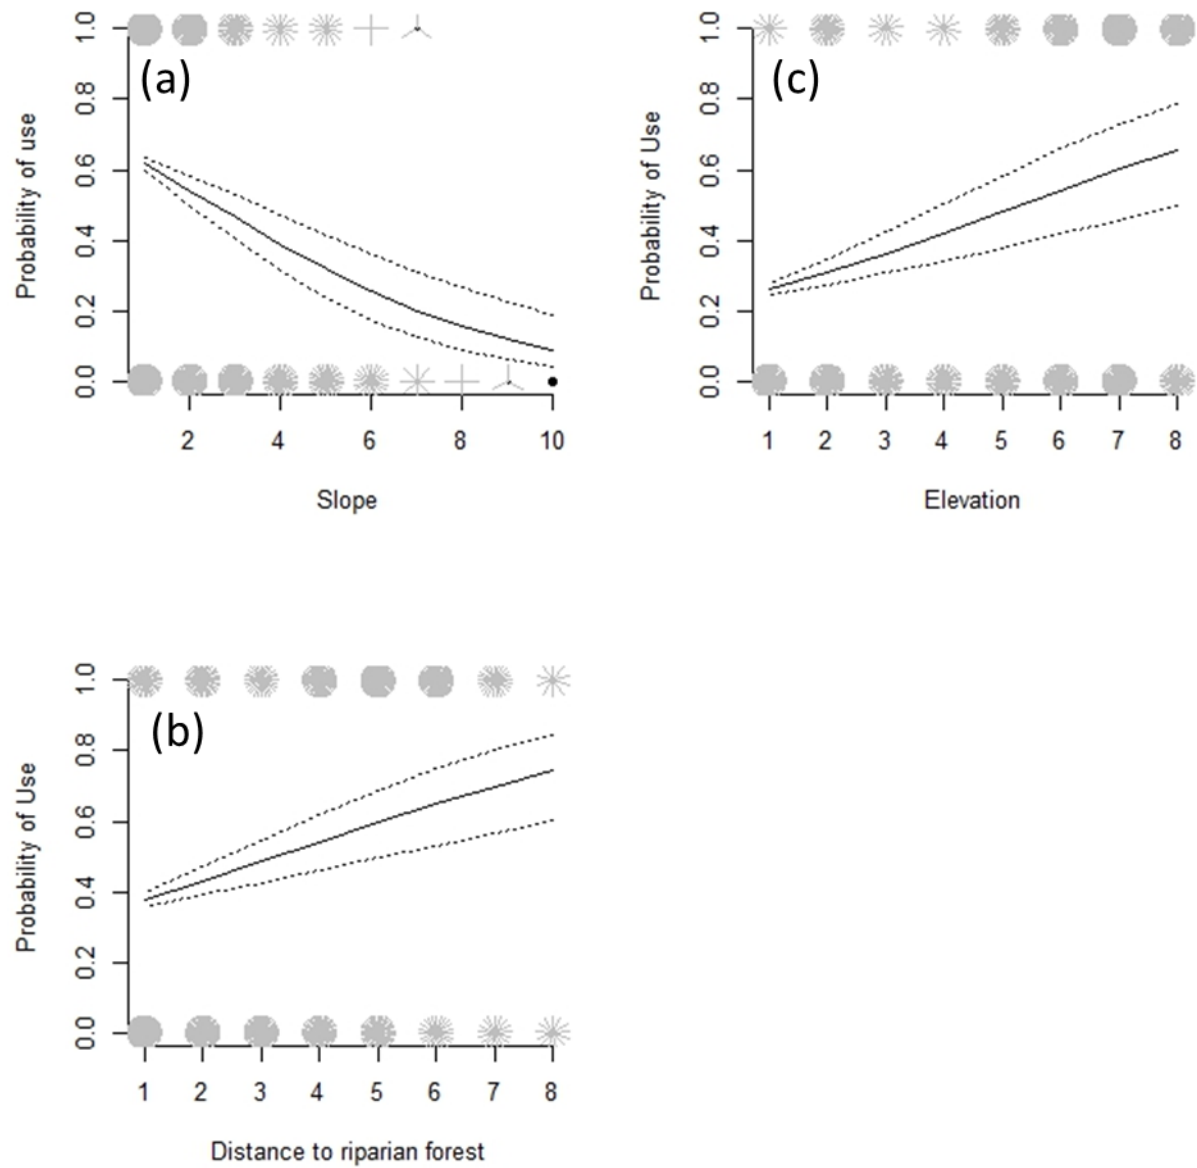 (a)
Probability of use
1.0
0.8
0.6
0.4
0.2
0.0
2 4 6 8 10
Slope
(c)
Probability of Use
1.0
0.8
0.6
0.4
0.2
0.0
1 2 3 4 5 6 7 8
Elevation
(b)
Probability of Use
1.0
0.8
0.6
0.4
0.2
0.0
1 2 3 4 5 6 7 8
Distance to riparian forest